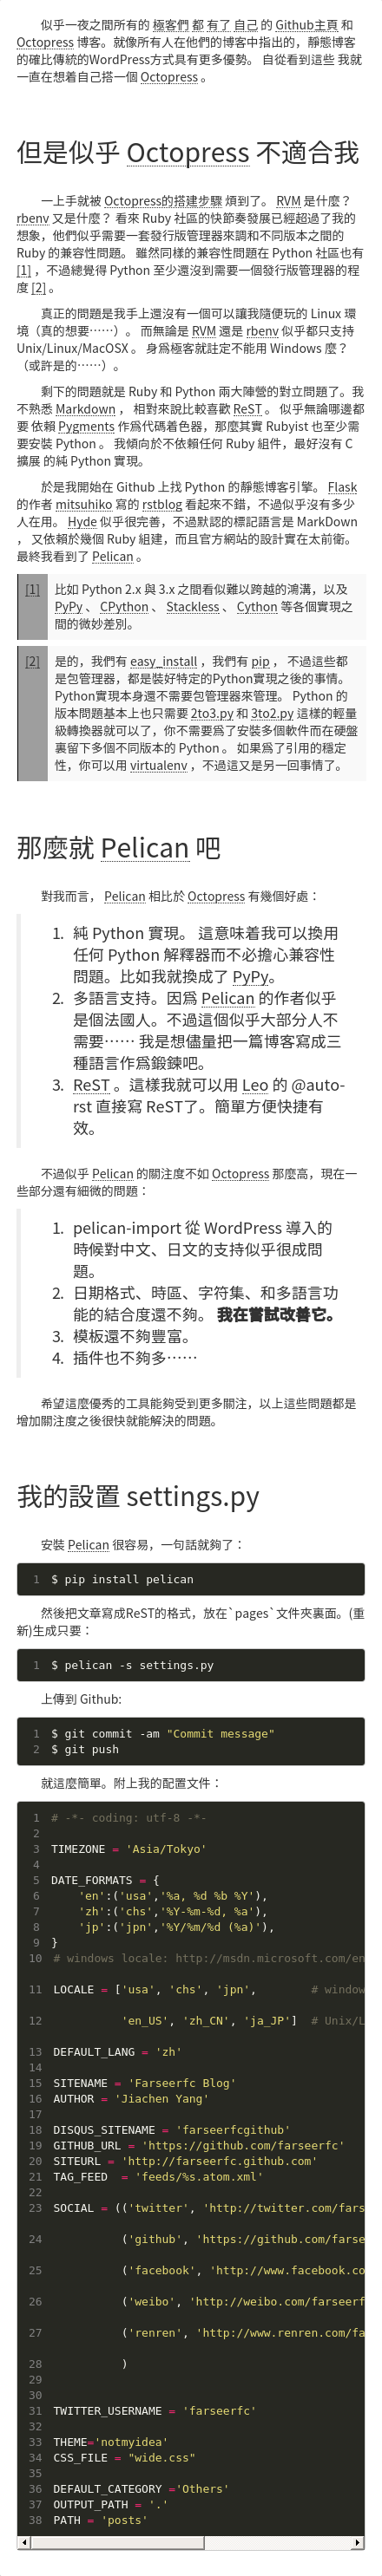 似乎一夜之間所有的 極客們 都 有了 自己 的 Github主頁 和
Octopress 博客。就像所有人在他們的博客中指出的，靜態博客
的確比傳統的WordPress方式具有更多優勢。 自從看到這些 我就
一直在想着自己搭一個 Octopress 。
但是似乎 Octopress 不適合我
一上手就被 Octopress的搭建步驟 煩到了。 RVM 是什麼？
rbenv 又是什麼？ 看來 Ruby 社區的快節奏發展已經超過了我的
想象，他們似乎需要一套發行版管理器來調和不同版本之間的
Ruby 的兼容性問題。 雖然同樣的兼容性問題在 Python 社區也有
[1] ，不過總覺得 Python 至少還沒到需要一個發行版管理器的程
度 [2] 。
真正的問題是我手上還沒有一個可以讓我隨便玩的 Linux 環
境（真的想要……）。 而無論是 RVM 還是 rbenv 似乎都只支持
Unix/Linux/MacOSX 。 身爲極客就註定不能用 Windows 麼？
（或許是的……）。
剩下的問題就是 Ruby 和 Python 兩大陣營的對立問題了。我
不熟悉 Markdown ， 相對來說比較喜歡 ReST 。 似乎無論哪邊都
要 依賴 Pygments 作爲代碼着色器，那麼其實 Rubyist 也至少需
要安裝 Python 。 我傾向於不依賴任何 Ruby 組件，最好沒有 C
擴展 的純 Python 實現。
於是我開始在 Github 上找 Python 的靜態博客引擎。 Flask
的作者 mitsuhiko 寫的 rstblog 看起來不錯，不過似乎沒有多少
人在用。 Hyde 似乎很完善，不過默認的標記語言是 MarkDown
， 又依賴於幾個 Ruby 組建，而且官方網站的設計實在太前衛。
最終我看到了 Pelican 。
[1] 比如 Python 2.x 與 3.x 之間看似難以跨越的鴻溝，以及
PyPy 、 CPython 、 Stackless 、 Cython 等各個實現之
間的微妙差別。
[2] 是的，我們有 easy_install ，我們有 pip ， 不過這些都
是包管理器，都是裝好特定的Python實現之後的事情。
Python實現本身還不需要包管理器來管理。 Python 的
版本問題基本上也只需要 2to3.py 和 3to2.py 這樣的輕量
級轉換器就可以了，你不需要爲了安裝多個軟件而在硬盤
裏留下多個不同版本的 Python 。 如果爲了引用的穩定
性，你可以用 virtualenv ，不過這又是另一回事情了。
那麼就 Pelican 吧
對我而言， Pelican 相比於 Octopress 有幾個好處：
1. 純 Python 實現。 這意味着我可以換用
任何 Python 解釋器而不必擔心兼容性
問題。比如我就換成了 PyPy。
2. 多語言支持。因爲 Pelican 的作者似乎
是個法國人。不過這個似乎大部分人不
需要…… 我是想儘量把一篇博客寫成三
種語言作爲鍛鍊吧。
3. ReST 。這樣我就可以用 Leo 的 @auto-
rst 直接寫 ReST了。簡單方便快捷有
效。
不過似乎 Pelican 的關注度不如 Octopress 那麼高，現在一
些部分還有細微的問題：
1. pelican-import 從 WordPress 導入的
時候對中文、日文的支持似乎很成問
題。
2. 日期格式、時區、字符集、和多語言功
能的結合度還不夠。 我在嘗試改善它。
3. 模板還不夠豐富。
4. 插件也不夠多……
希望這麼優秀的工具能夠受到更多關注，以上這些問題都是
增加關注度之後很快就能解決的問題。
我的設置 settings.py
安裝 Pelican 很容易，一句話就夠了：
1 $ pip install pelican
然後把文章寫成ReST的格式，放在`pages`文件夾裏面。(重
新)生成只要：
1 $ pelican -s settings.py
上傳到 Github:
1 $ git commit -am "Commit message"
2 $ git push
就這麼簡單。附上我的配置文件：
1 # -*- coding: utf-8 -*-
2
3 TIMEZONE = 'Asia/Tokyo'
4
5 DATE_FORMATS = {
6 'en':('usa','%a, %d %b %Y'),
7 'zh':('chs','%Y-%m-%d, %a'),
8 'jp':('jpn','%Y/%m/%d (%a)'),
9 }
10 # windows locale: http://msdn.microsoft.com/en
11 LOCALE = ['usa', 'chs', 'jpn', # window
12 'en_US', 'zh_CN', 'ja_JP'] # Unix/L
13 DEFAULT_LANG = 'zh'
14
15 SITENAME = 'Farseerfc Blog'
16 AUTHOR = 'Jiachen Yang'
17
18 DISQUS_SITENAME = 'farseerfcgithub'
19 GITHUB_URL = 'https://github.com/farseerfc'
20 SITEURL = 'http://farseerfc.github.com'
21 TAG_FEED = 'feeds/%s.atom.xml'
22
23 SOCIAL = (('twitter', 'http://twitter.com/fars
24 ('github', 'https://github.com/farse
25 ('facebook', 'http://www.facebook.co
26 ('weibo', 'http://weibo.com/farseerf
27 ('renren', 'http://www.renren.com/fa
28 )
29
30
31 TWITTER_USERNAME = 'farseerfc'
32
33 THEME='notmyidea'
34 CSS_FILE = "wide.css"
35
36 DEFAULT_CATEGORY ='Others'
37 OUTPUT_PATH = '.'
38 PATH = 'posts'